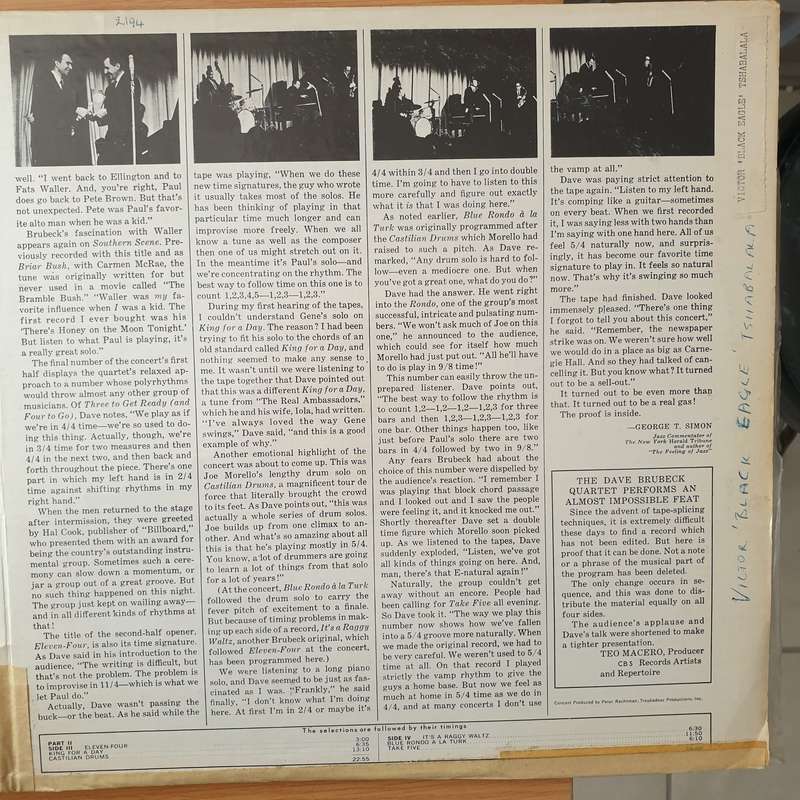 Z194
well. "I went back to Ellington and to
Fats Waller. And, you're right, Paul
does go back to Pete Brown. But that's
not unexpected. Pete was Paul's favor-
ite alto man when he was a kid."
Brubeck's fascination with Waller
appears again on Southern Scene. Pre-
viously recorded with this title and as
Briar Bush, with Carmen McRae, the
tune was originally written for but
never used in a movie called "The
Bramble Bush." "Waller was my fa-
vorite influence when I was a kid. The
first record I ever bought was his
'There's Honey on the Moon Tonight.'
But listen to what Paul is playing, it's
a really great solo."
The final number of the concert's first
half displays the quartet's relaxed ap-
proach to a number whose polyrhythms
would throw almost any other group of
musicians. Of Three to Get Ready (and
Four to Go), Dave notes, "We play as if
we're in 4/4 time—we're so used to do-
ing this thing. Actually, though, we're
in 3/4 time for two measures and then
4/4 in the next two, and then back and
forth throughout the piece. There's one
part in which my left hand is in 2/4
time against shifting rhythms in my
right hand."
When the men returned to the stage
after intermission, they were greeted
by Hal Cook, publisher of "Billboard,"
who presented them with an award for
being the country's outstanding instru-
mental group. Sometimes such a cere-
mony can slow down a momentum, or
jar a group out of a great groove. But
no such thing happened on this night.
The group just kept on wailing away—
and in all different kinds of rhythms at
that!
The title of the second-half opener,
Eleven-Four, is also its time signature.
As Dave said in his introduction to the
audience, "The writing is difficult, but
that's not the problem. The problem is
to improvise in 11/4—which is what we
let Paul do."
Actually, Dave wasn't passing the
buck—or the beat. As he said while the
tape was playing, "When we do these
new time signatures, the guy who wrote
it usually takes most of the solos. He
has been thinking of playing in that
particular time much longer and can
improvise more freely. When we all
know a tune as well as the composer
then one of us might stretch out on it.
In the meantime it's Paul's solo—and
we're concentrating on the rhythm. The
best way to follow time on this one is to
count 1,2,3,4,5—1,2,3—1,2,3."
During my first hearing of the tapes,
I couldn't understand Gene's solo on
King for a Day. The reason? I had been
trying to fit his solo to the chords of an
old standard called King for a Day, and
nothing seemed to make any sense to
me. It wasn't until we were listening to
the tape together that Dave pointed out
that this was a different King for a Day,
a tune from "The Real Ambassadors,"
which he and his wife, Iola, had written.
"I've always loved the way Gene
swings," Dave said, "and this is a good
example of why."
Another emotional highlight of the
concert was about to come up. This was
Joe Morello's lengthy drum solo on
Castilian Drums, a magnificent tour de
force that literally brought the crowd
to its feet. As Dave points out, "this was
actually a whole series of drum solos.
Joe builds up from one climax to an-
other. And what's so amazing about all
this is that he's playing mostly in 5/4.
You know, a lot of drummers are going
to learn a lot of things from that solo
for a lot of years!"
(At the concert, Blue Rondo à la Turk
followed the drum solo to carry the
fever pitch of excitement to a finale.
But because of timing problems in mak-
ing up each side of a record, It's a Raggy
Waltz, another Brubeck original, which
followed Eleven-Four at the concert,
has been programmed here.)
We were listening to a long piano
solo, and Dave seemed to be just as fas-
cinated as I was. "Frankly," he said
finally, "I don't know what I'm doing
here. At first I'm in 2/4 or maybe it's
4/4 within 3/4 and then I go into double
time. I'm going to have to listen to this
more carefully and figure out exactly
what it is that I was doing here."
As noted earlier, Blue Rondo à la
Turk was originally programmed after
the Castilian Drums which Morello had
raised to such a pitch. As Dave re-
marked, "Any drum solo is hard to fol-
low—even a mediocre one. But when
you've got a great one, what do you do?"
Dave had the answer. He went right
into the Rondo, one of the group's most
successful, intricate and pulsating num-
bers. "We won't ask much of Joe on this
one," he announced to the audience,
which could see for itself how much
Morello had just put out. "All he'll have
to do is play in 9/8 time!"
This number can easily throw the un-
prepared listener. Dave points out,
"The best way to follow the rhythm is
to count 1,2—1,2—1,2—1,2,3 for three
bars and then 1,2,3—1,2,3—1,2,3 for
one bar. Other things happen too, like
just before Paul's solo there are two
bars in 4/4 followed by two in 9/8."
Any fears Brubeck had about the
choice of this number were dispelled by
the audience's reaction. "I remember I
was playing that block chord passage
and I looked out and I saw the people
were feeling it, and it knocked me out."
Shortly thereafter Dave set a double
time figure which Morello soon picked
up. As we listened to the tapes, Dave
suddenly exploded, "Listen, we've got
all kinds of things going on here. And,
man, there's that E-natural again!"
Naturally, the group couldn't get
away without an encore. People had
been calling for Take Five all evening.
So Dave took it. "The way we play this
number now shows how we've fallen
into a 5/4 groove more naturally. When
we made the original record, we had to
be very careful. We weren't used to 5/4
time at all. On that record I played
strictly the vamp rhythm to give the
guys a home base. But now we feel as
much at home in 5/4 time as we do in
4/4, and at many concerts I don't use
the vamp at all."
Dave was paying strict attention to
the tape again. "Listen to my left hand.
It's comping like a guitar—sometimes
on every beat. When we first recorded
it, I was saying less with two hands than
I'm saying with one hand here. All of us
feel 5/4 naturally now, and surpris-
ingly, it has become our favorite time
signature to play in. It feels so natural
now. That's why it's swinging so much
more."
The tape had finished. Dave looked
immensely pleased. "There's one thing
I forgot to tell you about this concert,"
he said. "Remember, the newspaper
strike was on. We weren't sure how well
we would do in a place as big as Carne-
gie Hall. And so they had talked of can-
celling it. But you know what? It turned
out to be a sell-out."
It turned out to be even more than
that. It turned out to be a real gas!
The proof is inside.
—GEORGE T. SIMON
Jazz Commentator of
The New York Herald Tribune
and author of
"The Feeling of Jazz"
THE DAVE BRUBECK
QUARTET PERFORMS AN
ALMOST IMPOSSIBLE FEAT
Since the advent of tape-splicing
techniques, it is extremely difficult
these days to find a record which
has not been edited. But here is
proof that it can be done. Not a note
or a phrase of the musical part of
the program has been deleted.
The only change occurs in se-
quence, and this was done to dis-
tribute the material equally on all
four sides.
The audience's applause and
Dave's talk were shortened to make
a tighter presentation.
TEO MACERO, Producer
CBS Records Artists
and Repertoire
Concert Produced by Peter Rachtman, Troubadour Productions, Inc.
The selections are followed by their timings
PART II
SIDE III ELEVEN-FOUR 3:00
KING FOR A DAY 6:35
CASTILIAN DRUMS 13:10
22:55
SIDE IV IT'S A RAGGY WALTZ 6:30
BLUE RONDO A LA TURK 11:50
TAKE FIVE 6:10
VICTOR 'BLACK EAGLE' TSHABALALA
VICTOR 'BLACK EAGLE' TSHABALALA